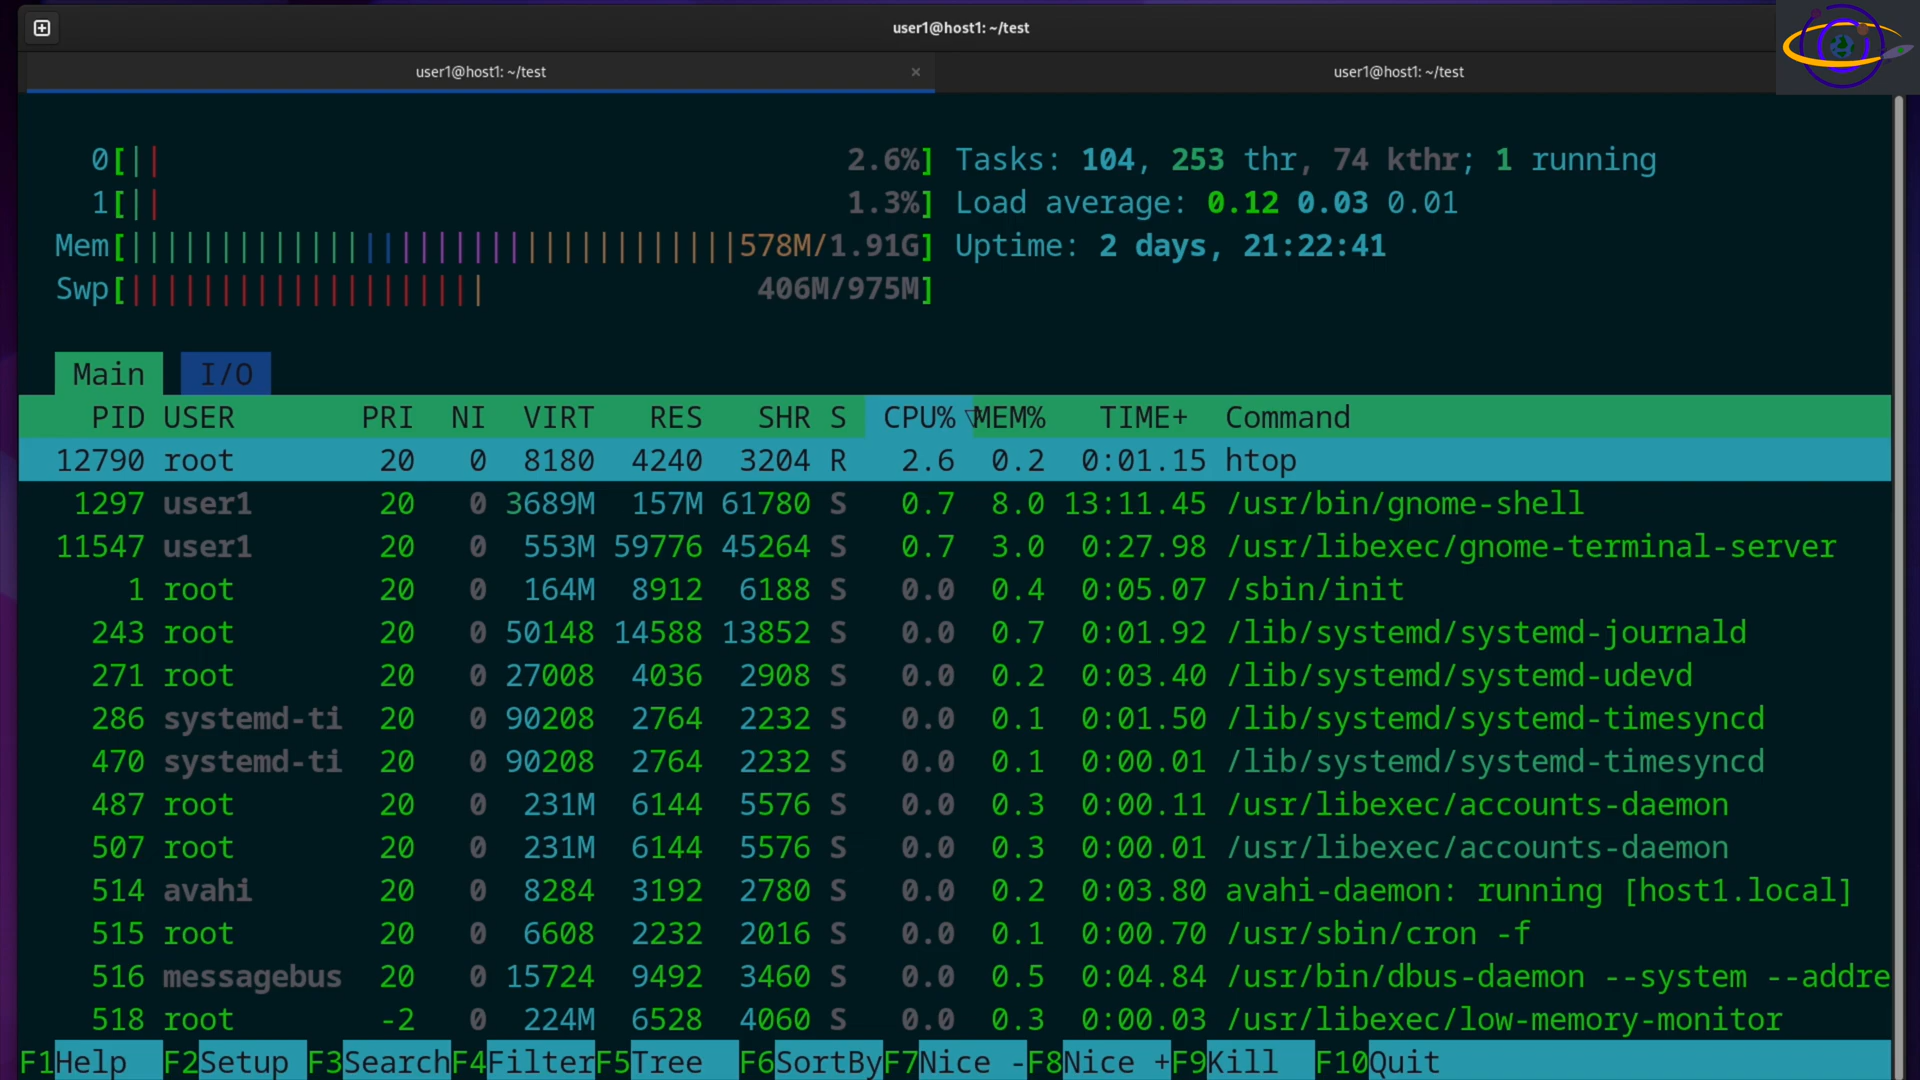 user1@host1: ~/test
user1@host1: ~/test × user1@host1: ~/test
0[|| 2.6%] Tasks: 104, 253 thr, 74 kthr; 1 running
1[|| 1.3%] Load average: 0.12 0.03 0.01
Mem[||||||||||||||||||||||||||||||||||578M/1.91G] Uptime: 2 days, 21:22:41
Swp[|||||||||||||||||||| 406M/975M]
Main I/O
PID USER PRI NI VIRT RES SHR S CPU%▽MEM% TIME+ Command
12790 root 20 0 8180 4240 3204 R 2.6 0.2 0:01.15 htop
1297 user1 20 0 3689M 157M 61780 S 0.7 8.0 13:11.45 /usr/bin/gnome-shell
11547 user1 20 0 553M 59776 45264 S 0.7 3.0 0:27.98 /usr/libexec/gnome-terminal-server
1 root 20 0 164M 8912 6188 S 0.0 0.4 0:05.07 /sbin/init
243 root 20 0 50148 14588 13852 S 0.0 0.7 0:01.92 /lib/systemd/systemd-journald
271 root 20 0 27008 4036 2908 S 0.0 0.2 0:03.40 /lib/systemd/systemd-udevd
286 systemd-ti 20 0 90208 2764 2232 S 0.0 0.1 0:01.50 /lib/systemd/systemd-timesyncd
470 systemd-ti 20 0 90208 2764 2232 S 0.0 0.1 0:00.01 /lib/systemd/systemd-timesyncd
487 root 20 0 231M 6144 5576 S 0.0 0.3 0:00.11 /usr/libexec/accounts-daemon
507 root 20 0 231M 6144 5576 S 0.0 0.3 0:00.01 /usr/libexec/accounts-daemon
514 avahi 20 0 8284 3192 2780 S 0.0 0.2 0:03.80 avahi-daemon: running [host1.local]
515 root 20 0 6608 2232 2016 S 0.0 0.1 0:00.70 /usr/sbin/cron -f
516 messagebus 20 0 15724 9492 3460 S 0.0 0.5 0:04.84 /usr/bin/dbus-daemon --system --addre
518 root -2 0 224M 6528 4060 S 0.0 0.3 0:00.03 /usr/libexec/low-memory-monitor
F1Help F2Setup F3SearchF4FilterF5Tree F6SortByF7Nice -F8Nice +F9Kill F10Quit